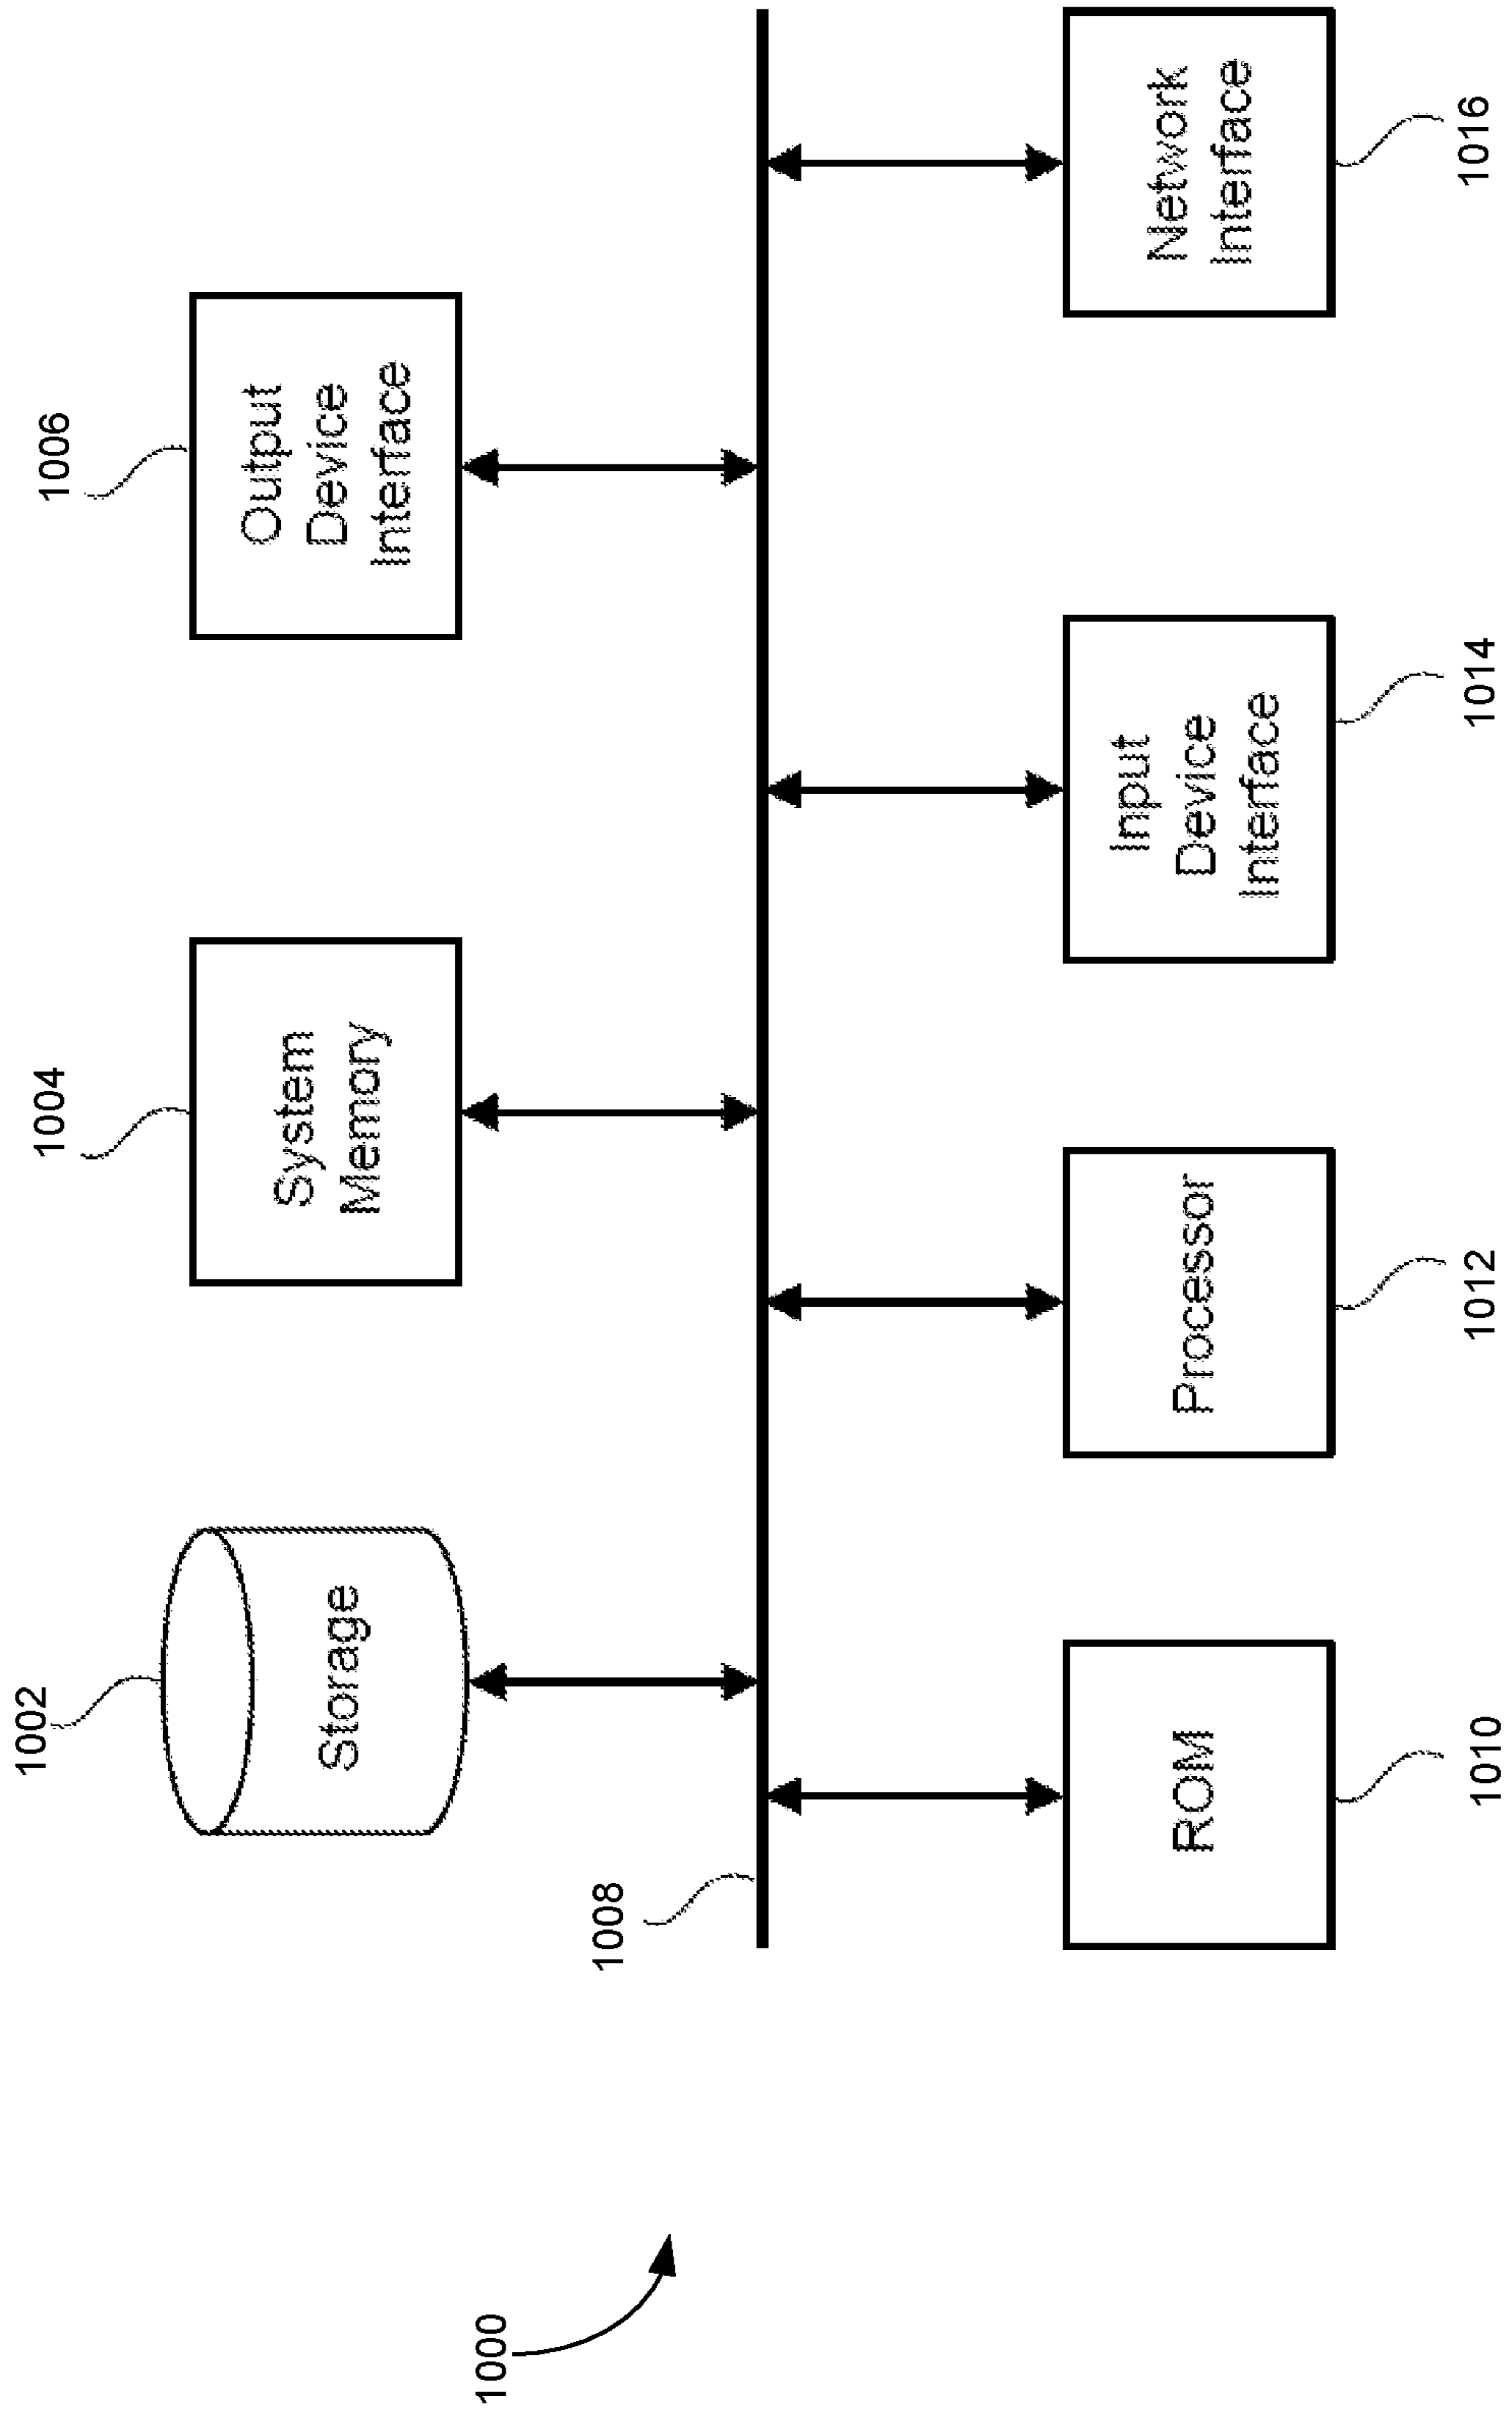 1002
1004
1006
Storage
System
Memory
Output
Device
Interface
1008
ROM
Processor
Input
Device
Interface
Network
Interface
1010
1012
1014
1016
1000